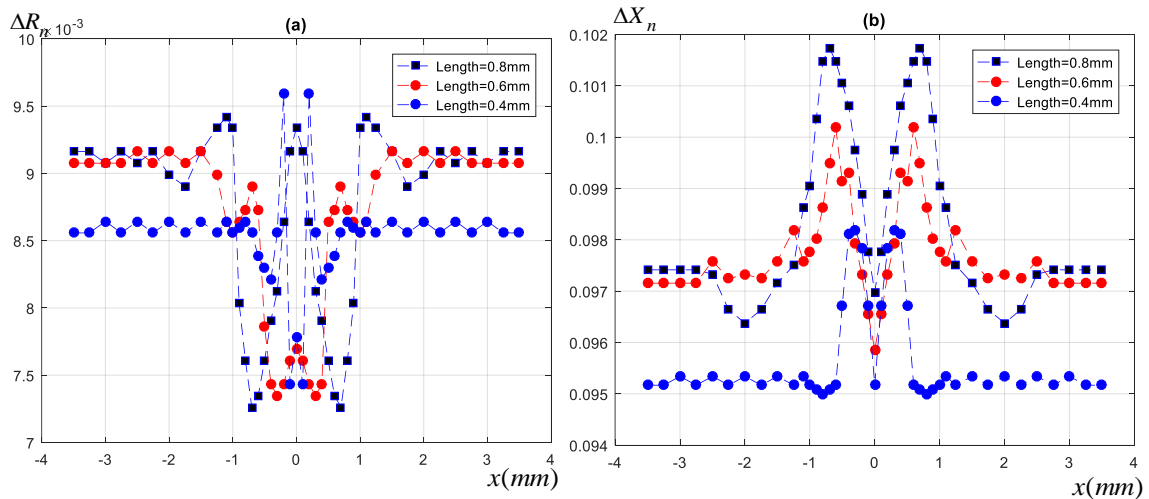 ΔRₙ ×10⁻³
(a)
10
9.5
9
8.5
8
7.5
7
-4 -3 -2 -1 0 1 2 3 4
x(mm)
Length=0.8mm
Length=0.6mm
Length=0.4mm
ΔXₙ
(b)
0.102
0.101
0.1
0.099
0.098
0.097
0.096
0.095
0.094
-4 -3 -2 -1 0 1 2 3 4
x(mm)
Length=0.8mm
Length=0.6mm
Length=0.4mm